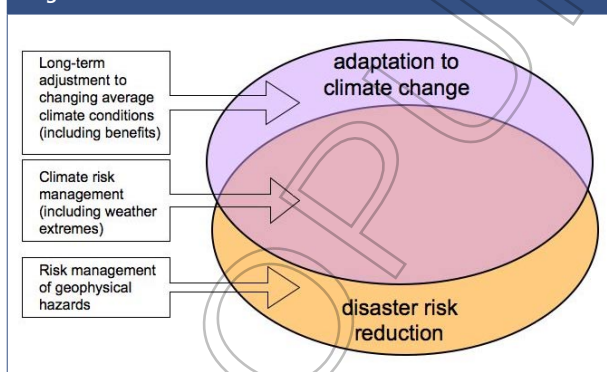 Long-term
adjustment to
changing average
climate conditions
(including benefits)
Climate risk
management
(including weather
extremes)
Risk management
of geophysical
hazards
adaptation to
climate change
disaster risk
reduction